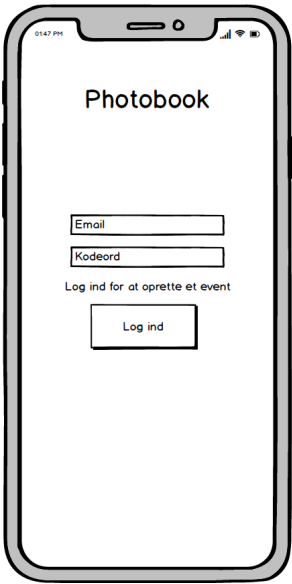 01:47 PM
Photobook
Email
Kodeord
Log ind for at oprette et event
Log ind